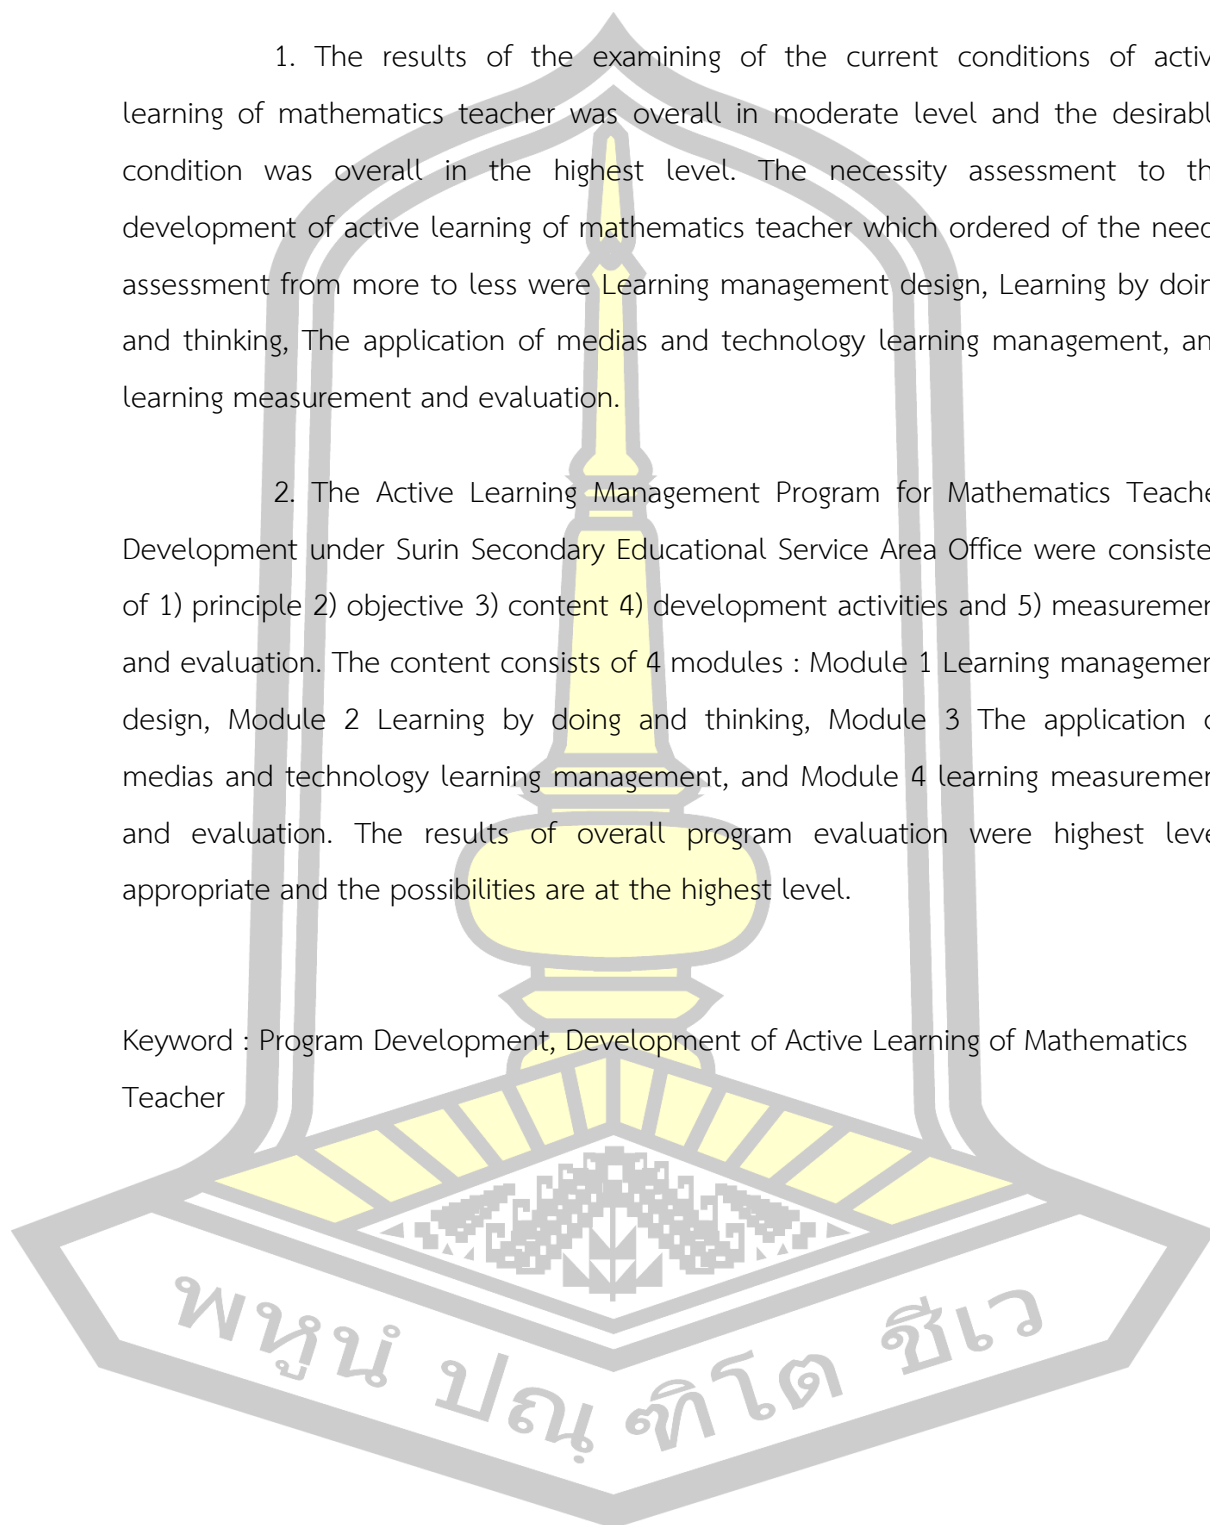 1. The results of the examining of the current conditions of activ
learning of mathematics teacher was overall in moderate level and the desirabl
condition was overall in the highest level. The necessity assessment to th
development of active learning of mathematics teacher which ordered of the need
assessment from more to less were Learning management design, Learning by doin
and thinking, The application of medias and technology learning management, an
learning measurement and evaluation.
2. The Active Learning Management Program for Mathematics Teache
Development under Surin Secondary Educational Service Area Office were consiste
of 1) principle 2) objective 3) content 4) development activities and 5) measuremen
and evaluation. The content consists of 4 modules : Module 1 Learning managemen
design, Module 2 Learning by doing and thinking, Module 3 The application o
medias and technology learning management, and Module 4 learning measuremen
and evaluation. The results of overall program evaluation were highest leve
appropriate and the possibilities are at the highest level.
Keyword : Program Development, Development of Active Learning of Mathematics
Teacher
พหูนํ ปณฺฑิโต ชีเว